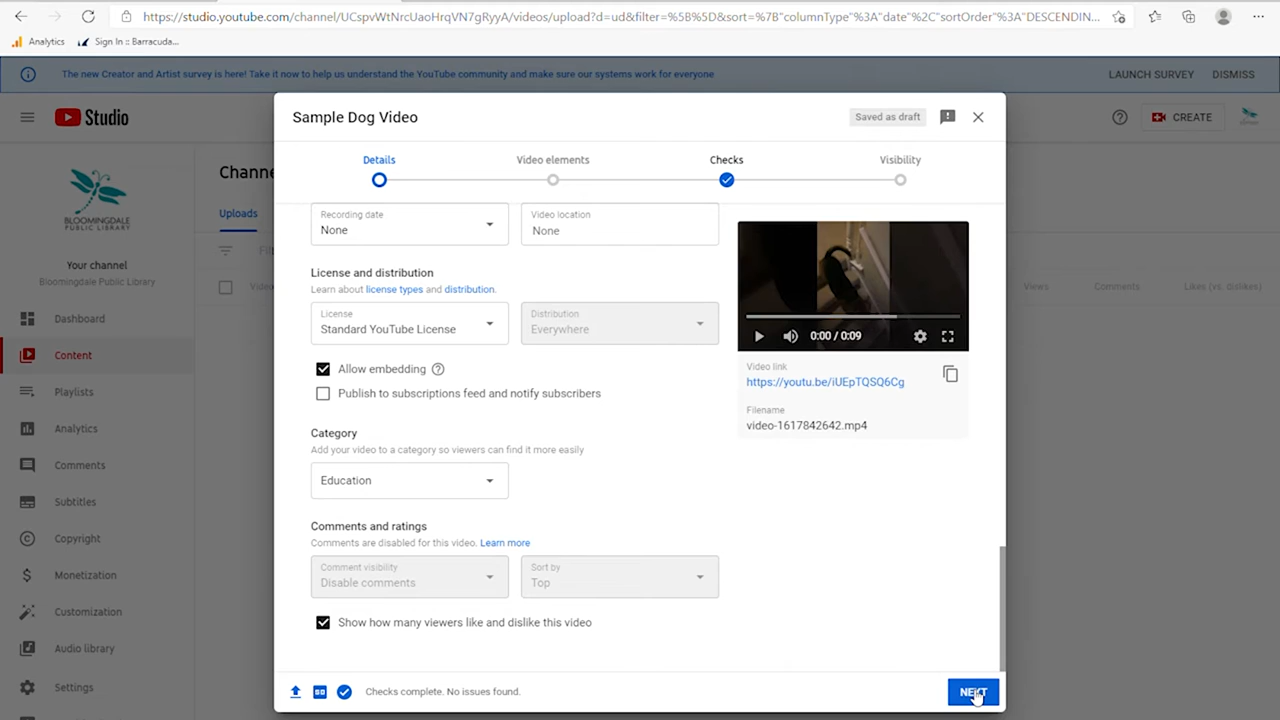 https://studio.youtube.com/channel/UCspvWtNrcUaoHrqVN7gRyyA/videos/upload?d=ud&filter=%5B%5D&sort=%7B"columnType"%3A"date"%2C"sortOrder"%3A"DESCENDIN...
Analytics
Sign In :: Barracuda...
The new Creator and Artist survey is here! Take it now to help us understand the YouTube community and make sure our systems work for everyone
LAUNCH SURVEY
DISMISS
Studio
CREATE
BLOOMINGDALE
PUBLIC LIBRARY
Your channel
Bloomingdale Public Library
Dashboard
Content
Playlists
Analytics
Comments
Subtitles
Copyright
Monetization
Customization
Audio library
Settings
Channe
Uploads
Filt
Video
Views
Comments
Likes (vs. dislikes)
Sample Dog Video
Saved as draft
Details
Video elements
Checks
Visibility
Recording date
None
Video location
None
License and distribution
Learn about license types and distribution.
License
Standard YouTube License
Distribution
Everywhere
Allow embedding
Publish to subscriptions feed and notify subscribers
Category
Add your video to a category so viewers can find it more easily
Education
Comments and ratings
Comments are disabled for this video. Learn more
Comment visibility
Disable comments
Sort by
Top
Show how many viewers like and dislike this video
0:00 / 0:09
Video link
https://youtu.be/iUEpTQSQ6Cg
Filename
video-1617842642.mp4
SD
Checks complete. No issues found.
NEXT